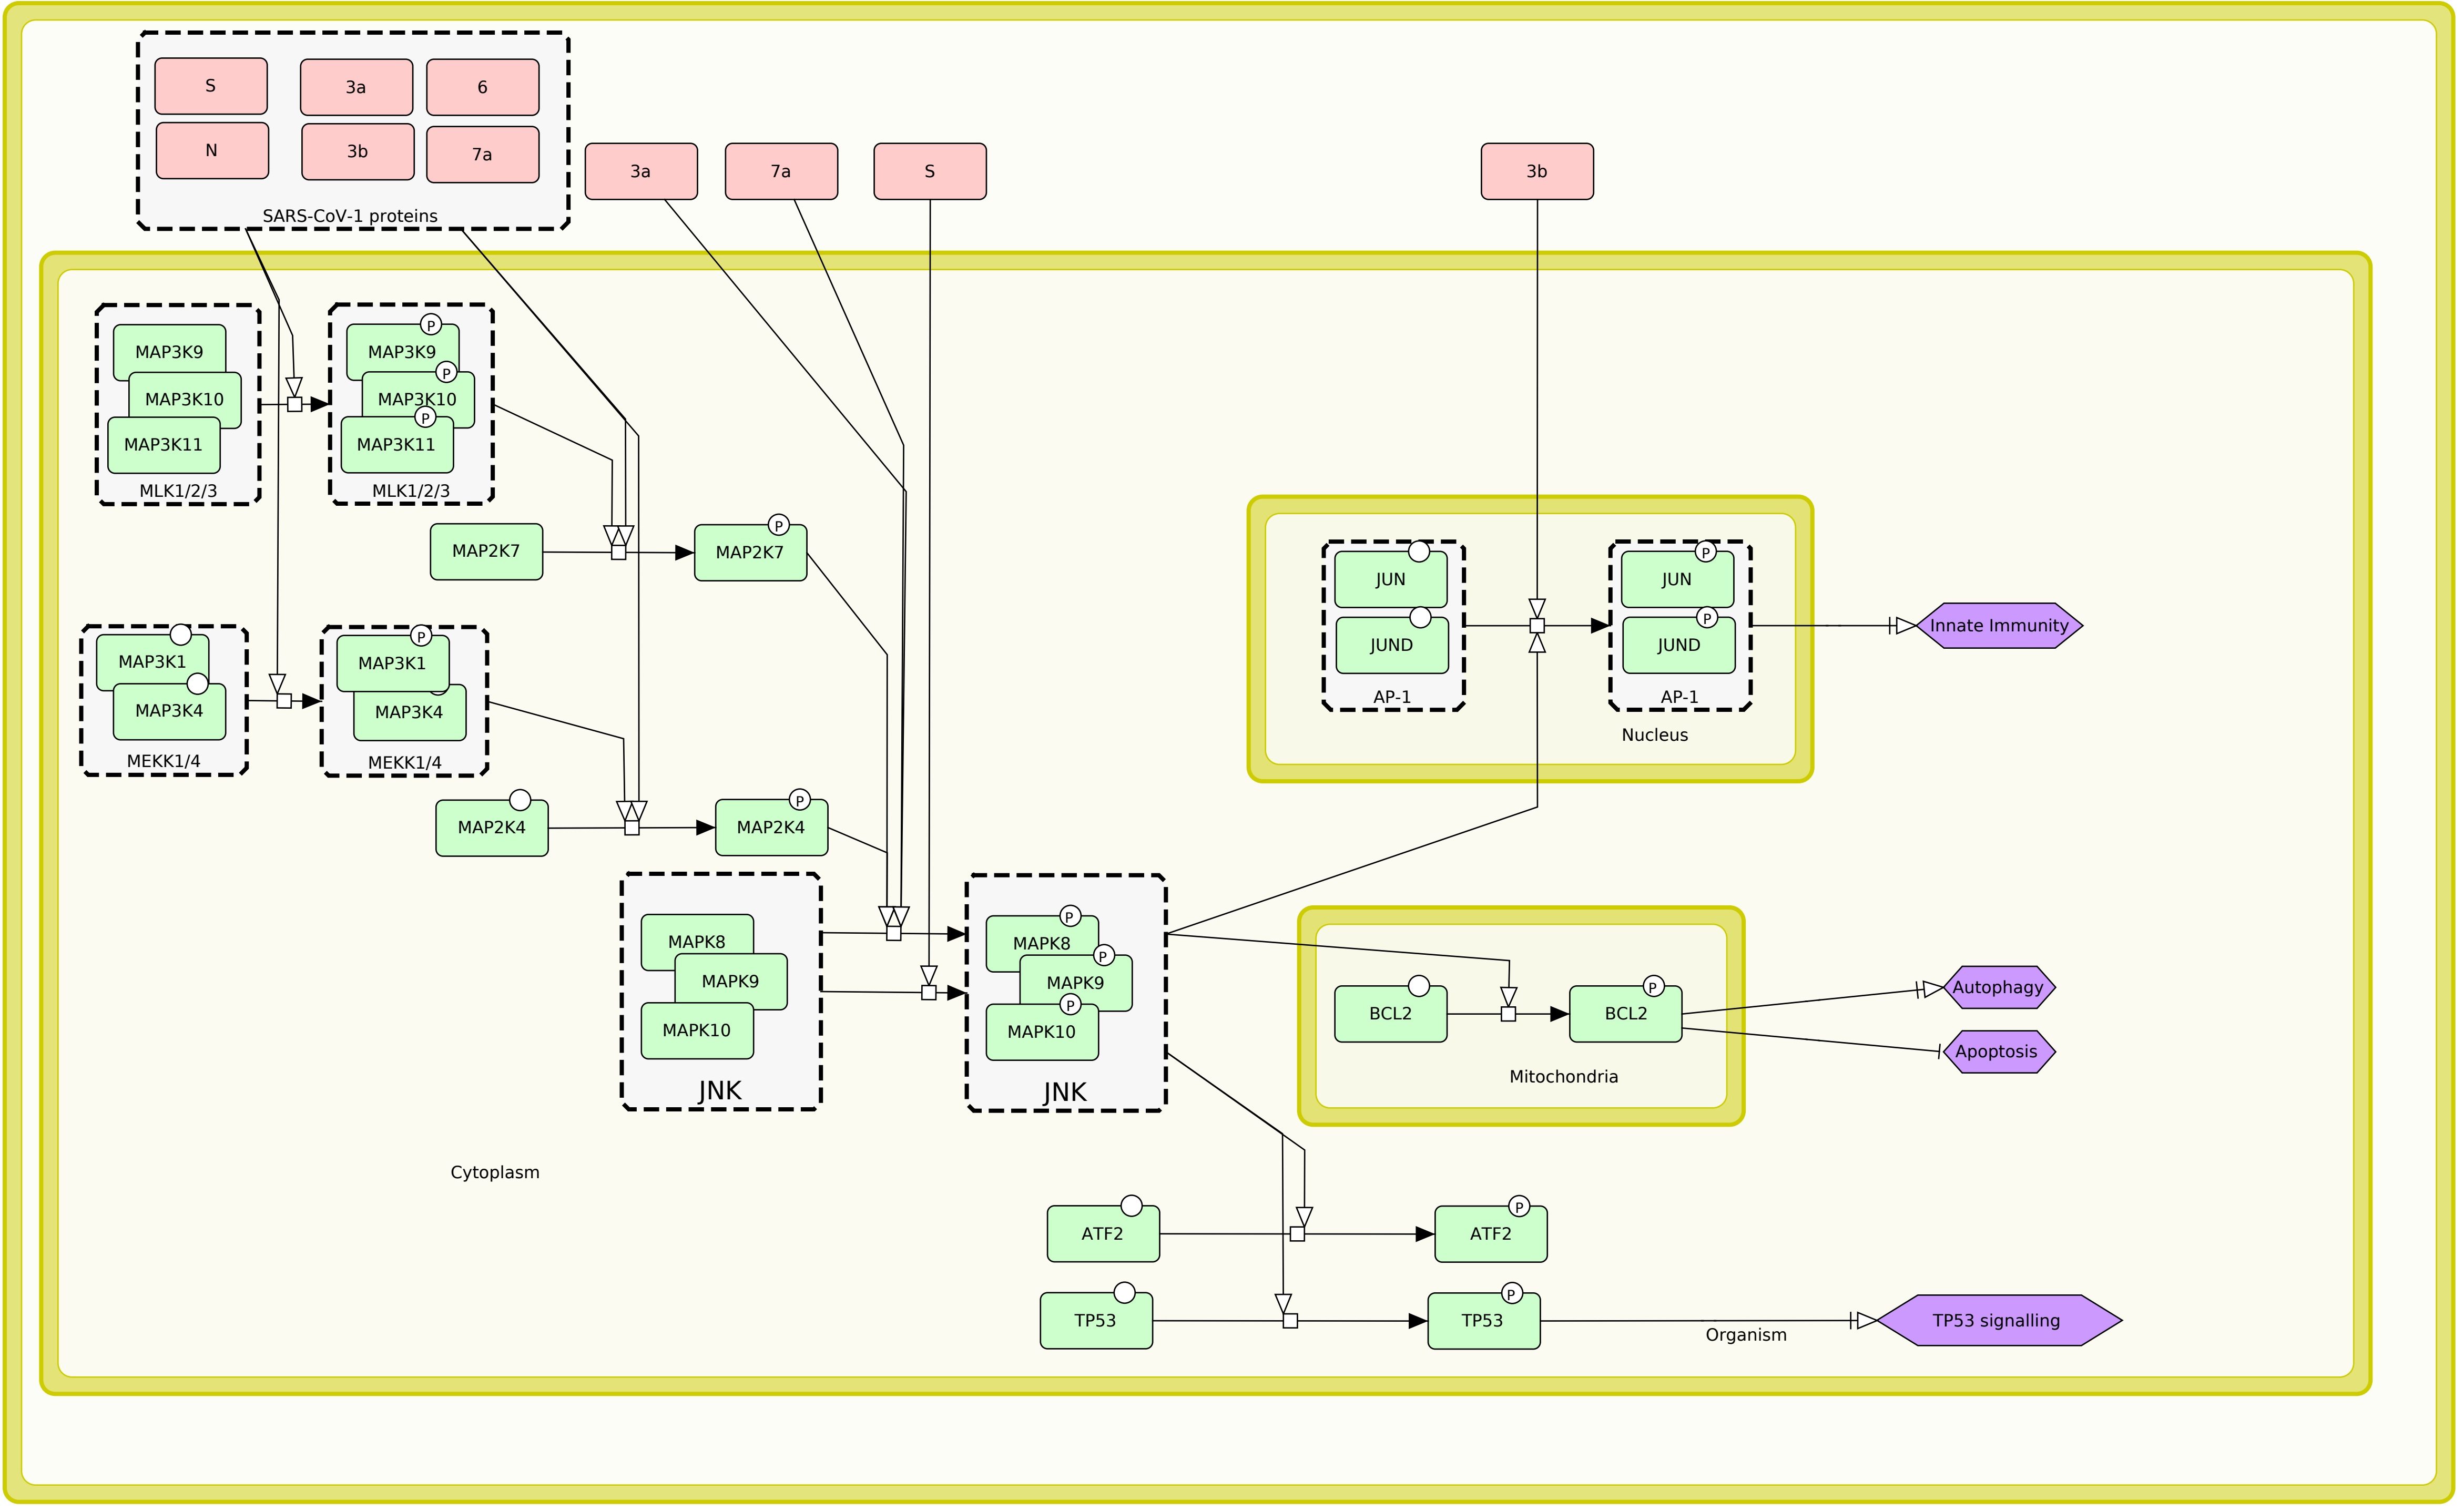 S
3a
6
N
3b
7a
SARS-CoV-1 proteins
3a
7a
S
3b
MAP3K9
MAP3K10
MAP3K11
MLK1/2/3
P
MAP3K9
P
MAP3K10
P
MAP3K11
MLK1/2/3
MAP2K7
P
MAP2K7
MAP3K1
MAP3K4
MEKK1/4
P
MAP3K1
MAP3K4
MEKK1/4
MAP2K4
P
MAP2K4
JUN
JUND
AP-1
P
JUN
P
JUND
AP-1
Nucleus
Innate Immunity
MAPK8
MAPK9
MAPK10
JNK
P
MAPK8
P
MAPK9
P
MAPK10
JNK
BCL2
P
BCL2
Mitochondria
Autophagy
Apoptosis
Cytoplasm
ATF2
P
ATF2
TP53
P
TP53
Organism
TP53 signalling